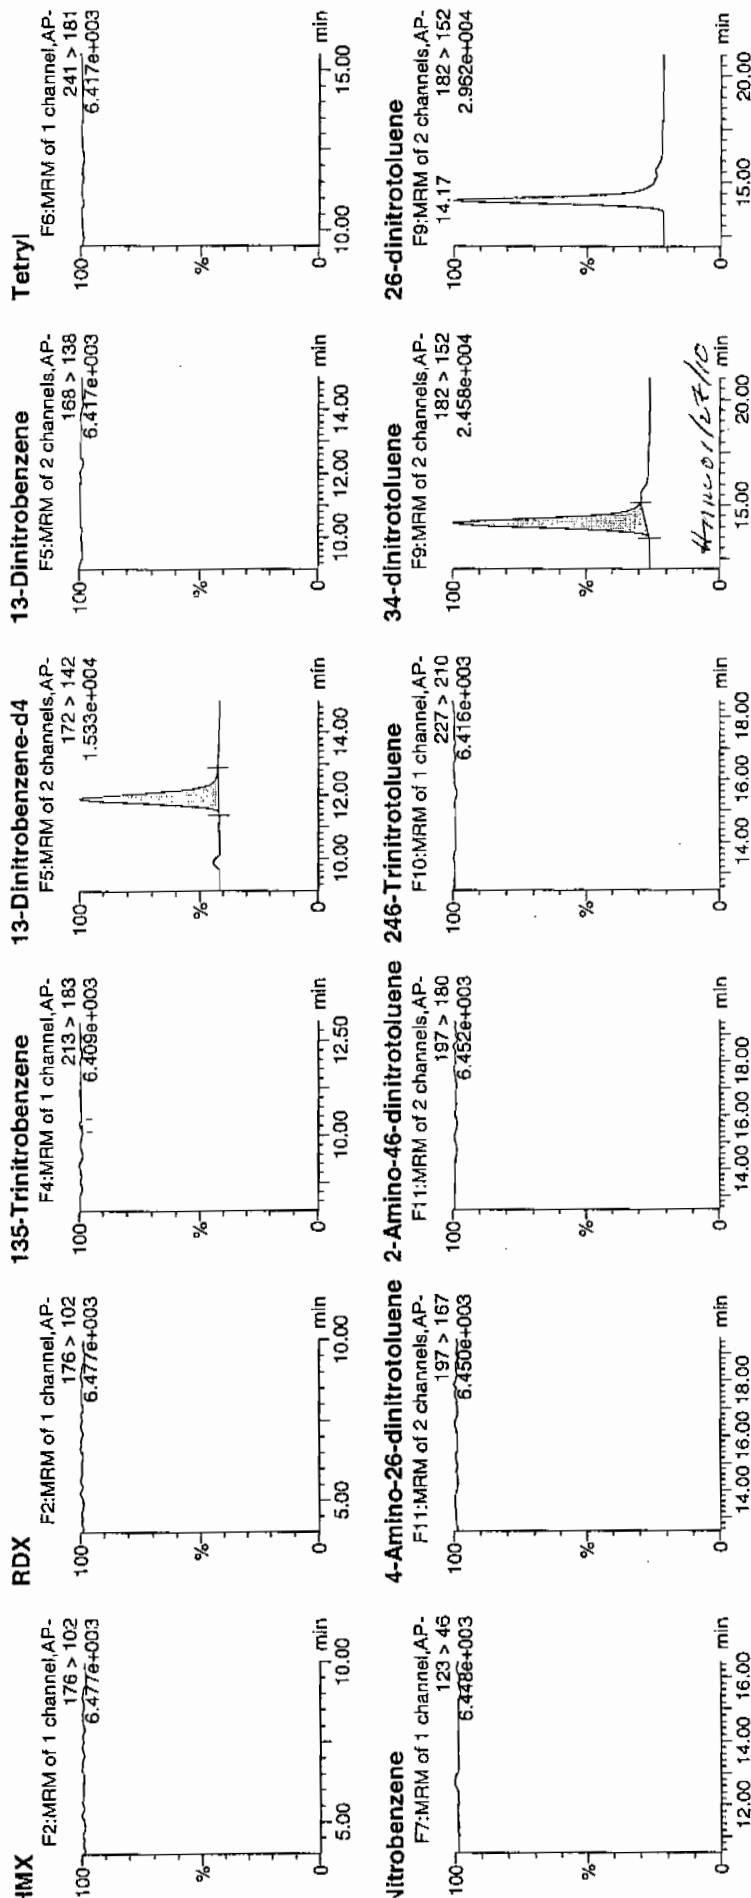 HMX
F2:MRM of 1 channel,AP-
176 > 102
6.477e+003
100
%
0
5.00 10.00 min
RDX
F2:MRM of 1 channel,AP-
176 > 102
6.477e+003
100
%
0
5.00 10.00 min
135-Trinitrobenzene
F4:MRM of 1 channel,AP-
213 > 183
6.409e+003
100
%
0
10.00 12.50 min
13-Dinitrobenzene-d4
F5:MRM of 2 channels,AP-
172 > 142
1.533e+004
100
%
0
10.00 12.00 14.00 min
13-Dinitrobenzene
F5:MRM of 2 channels,AP-
168 > 138
6.417e+003
100
%
0
10.00 12.00 14.00 min
Tetryl
F6:MRM of 1 channel,AP-
241 > 181
6.417e+003
100
%
0
10.00 15.00 min
Nitrobenzene
F7:MRM of 1 channel,AP-
123 > 46
6.448e+003
100
%
0
12.00 14.00 16.00 min
4-Amino-26-dinitrotoluene
F11:MRM of 2 channels,AP-
197 > 167
6.450e+003
100
%
0
14.00 16.00 18.00 min
2-Amino-46-dinitrotoluene
F11:MRM of 2 channels,AP-
197 > 180
6.452e+003
100
%
0
14.00 16.00 18.00 min
246-Trinitrotoluene
F10:MRM of 1 channel,AP-
227 > 210
6.416e+003
100
%
0
14.00 16.00 18.00 min
34-dinitrotoluene
F9:MRM of 2 channels,AP-
182 > 152
2.458e+004
100
%
0
15.00 20.00 min
01/27/10
26-dinitrotoluene
F9:MRM of 2 channels,AP-
14.17
182 > 152
2.962e+004
100
%
0
15.00 20.00 min